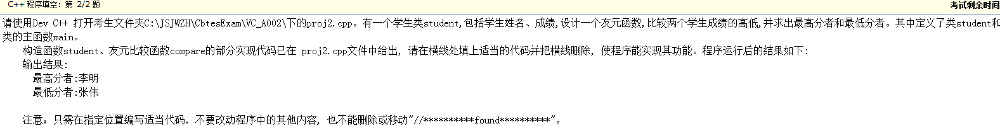 C++ 程序填空：第 2/2 题 考试剩余时间
请使用Dev C++ 打开考生文件夹C:\JSJWZH\CbtesExam\VC_A002\下的proj2.cpp。有一个学生类student,包括学生姓名、成绩,设计一个友元函数,比较两个学生成绩的高低,并求出最高分者和最低分者。其中定义了类student和
类的主函数main。
构造函数student、友元比较函数compare的部分实现代码已在 proj2.cpp文件中给出, 请在横线处填上适当的代码并把横线删除, 使程序能实现其功能。程序运行后的结果如下:
输出结果:
最高分者:李明
最低分者:张伟
注意: 只需在指定位置编写适当代码, 不要改动程序中的其他内容, 也不能删除或移动"//**********found**********"。